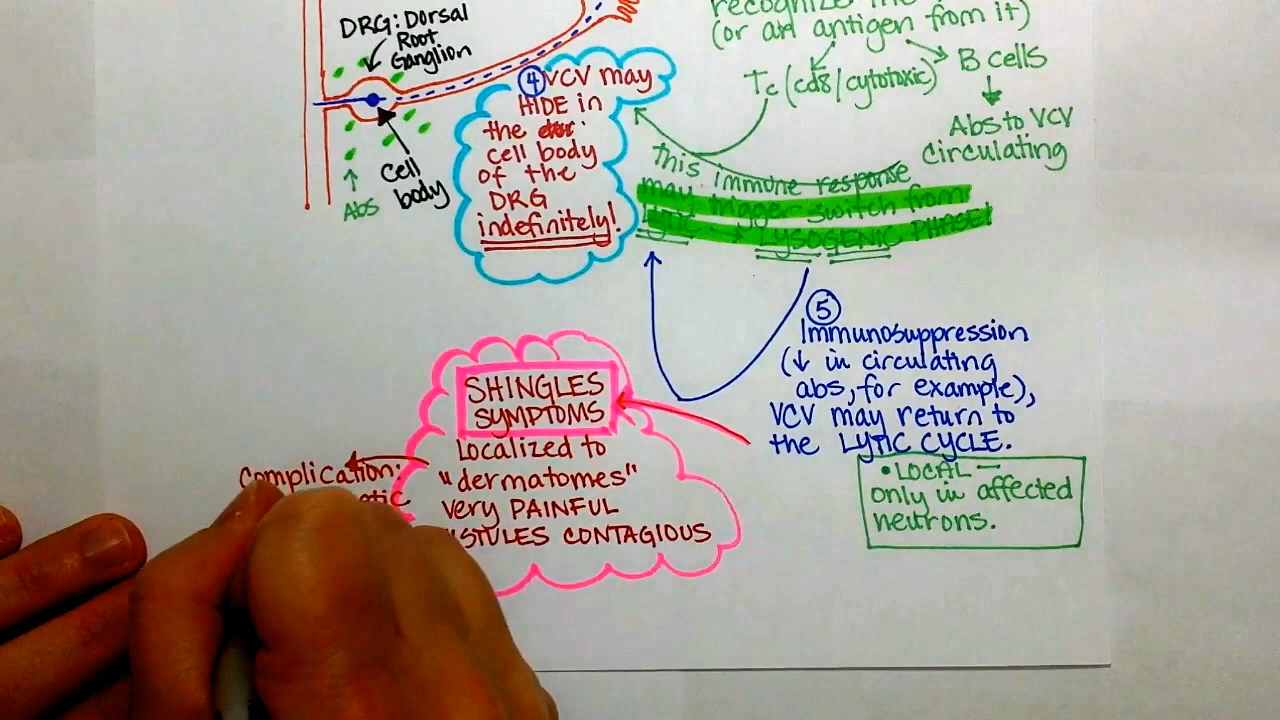 DRG: Dorsal
Root
Ganglion
Cell
body
Abs
④ VCV may
HIDE in
the
cell body
of the
DRG
indefinitely!
recognize
(or an antigen from it)
Tc (cd8/cytotoxic)
B cells
Abs to VCV
circulating
this immune response
may trigger switch from
Lytic → LYSOGENIC PHASE!
⑤
Immunosuppression
(↓ in circulating
abs, for example),
VCV may return to
the LYTIC CYCLE.
• LOCAL —
only in affected
neutrons.
SHINGLES
SYMPTOMS
Localized to
"dermatomes"
very PAINFUL
CONTAGIOUS
Complication: